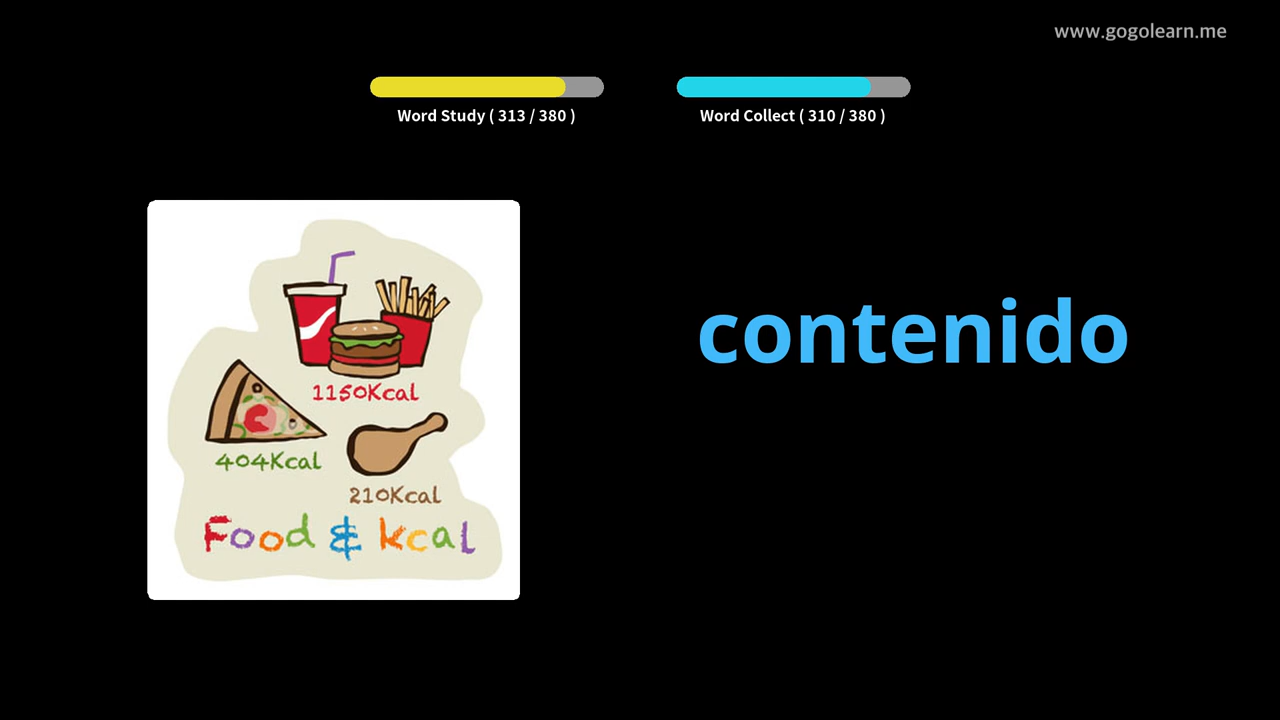 www.gogolearn.me
Word Study ( 313 / 380 )
Word Collect ( 310 / 380 )
contenido
1150Kcal
404Kcal
210Kcal
Food & kcal